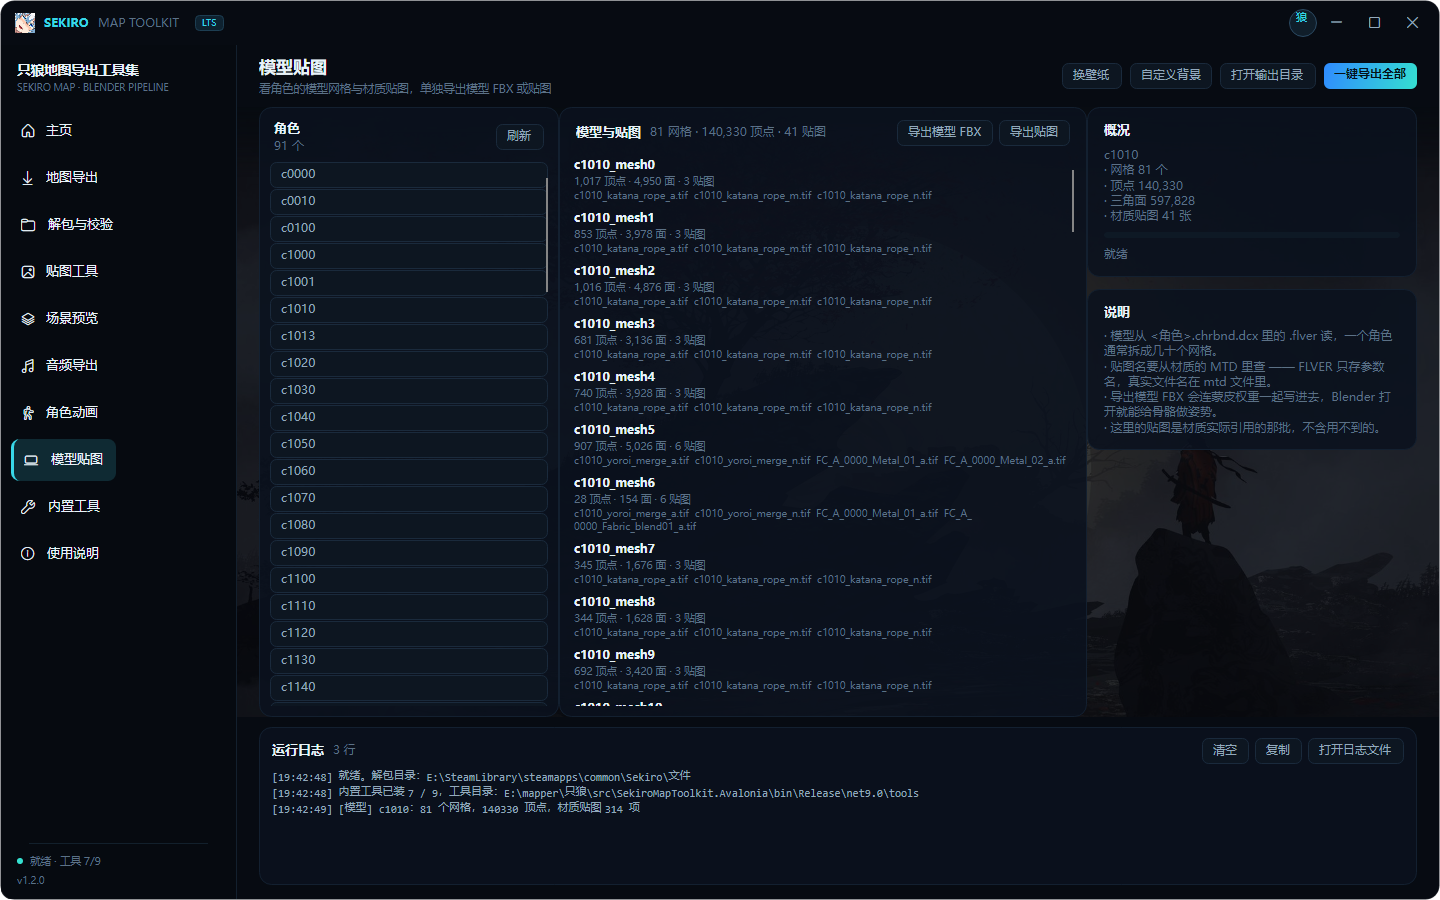 SEKIRO MAP TOOLKIT LTS
狼
只狼地图导出工具集
SEKIRO MAP · BLENDER PIPELINE
主页
地图导出
解包与校验
贴图工具
场景预览
音频导出
角色动画
模型贴图
内置工具
使用说明
就绪 · 工具 7/9
v1.2.0
模型贴图
看角色的模型网格与材质贴图，单独导出模型 FBX 或贴图
换壁纸
自定义背景
打开输出目录
一键导出全部
角色
91 个
刷新
c0000
c0010
c0100
c1000
c1001
c1010
c1013
c1020
c1030
c1040
c1050
c1060
c1070
c1080
c1090
c1100
c1110
c1120
c1130
c1140
模型与贴图 81 网格 · 140,330 顶点 · 41 贴图
导出模型 FBX
导出贴图
c1010_mesh0
1,017 顶点 · 4,950 面 · 3 贴图
c1010_katana_rope_a.tif c1010_katana_rope_m.tif c1010_katana_rope_n.tif
c1010_mesh1
853 顶点 · 3,978 面 · 3 贴图
c1010_katana_rope_a.tif c1010_katana_rope_m.tif c1010_katana_rope_n.tif
c1010_mesh2
1,016 顶点 · 4,876 面 · 3 贴图
c1010_katana_rope_a.tif c1010_katana_rope_m.tif c1010_katana_rope_n.tif
c1010_mesh3
681 顶点 · 3,136 面 · 3 贴图
c1010_katana_rope_a.tif c1010_katana_rope_m.tif c1010_katana_rope_n.tif
c1010_mesh4
740 顶点 · 3,928 面 · 3 贴图
c1010_katana_rope_a.tif c1010_katana_rope_m.tif c1010_katana_rope_n.tif
c1010_mesh5
907 顶点 · 5,026 面 · 6 贴图
c1010_yoroi_merge_a.tif c1010_yoroi_merge_n.tif FC_A_0000_Metal_01_a.tif FC_A_0000_Metal_02_a.tif
c1010_mesh6
28 顶点 · 154 面 · 6 贴图
c1010_yoroi_merge_a.tif c1010_yoroi_merge_n.tif FC_A_0000_Metal_01_a.tif FC_A_
0000_Fabric_blend01_a.tif
c1010_mesh7
345 顶点 · 1,676 面 · 3 贴图
c1010_katana_rope_a.tif c1010_katana_rope_m.tif c1010_katana_rope_n.tif
c1010_mesh8
344 顶点 · 1,628 面 · 3 贴图
c1010_katana_rope_a.tif c1010_katana_rope_m.tif c1010_katana_rope_n.tif
c1010_mesh9
692 顶点 · 3,420 面 · 3 贴图
c1010_katana_rope_a.tif c1010_katana_rope_m.tif c1010_katana_rope_n.tif
c1010_mesh10
概况
c1010
· 网格 81 个
· 顶点 140,330
· 三角面 597,828
· 材质贴图 41 张
就绪
说明
· 模型从 <角色>.chrbnd.dcx 里的 .flver 读，一个角色
通常拆成几十个网格。
· 贴图名要从材质的 MTD 里查 —— FLVER 只存参数
名，真实文件名在 mtd 文件里。
· 导出模型 FBX 会连蒙皮权重一起写进去，Blender 打
开就能给骨骼做姿势。
· 这里的贴图是材质实际引用的那批，不含用不到的。
运行日志 3 行
清空
复制
打开日志文件
[19:42:48] 就绪。解包目录：E:\SteamLibrary\steamapps\common\Sekiro\文件
[19:42:48] 内置工具已装 7 / 9，工具目录：E:\mapper\只狼\src\SekiroMapToolkit.Avalonia\bin\Release\net9.0\tools
[19:42:49] [模型] c1010：81 个网格，140330 顶点，材质贴图 314 项